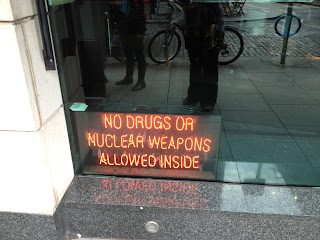 NO DRUGS OR
NUCLEAR WEAPONS
ALLOWED INSIDE